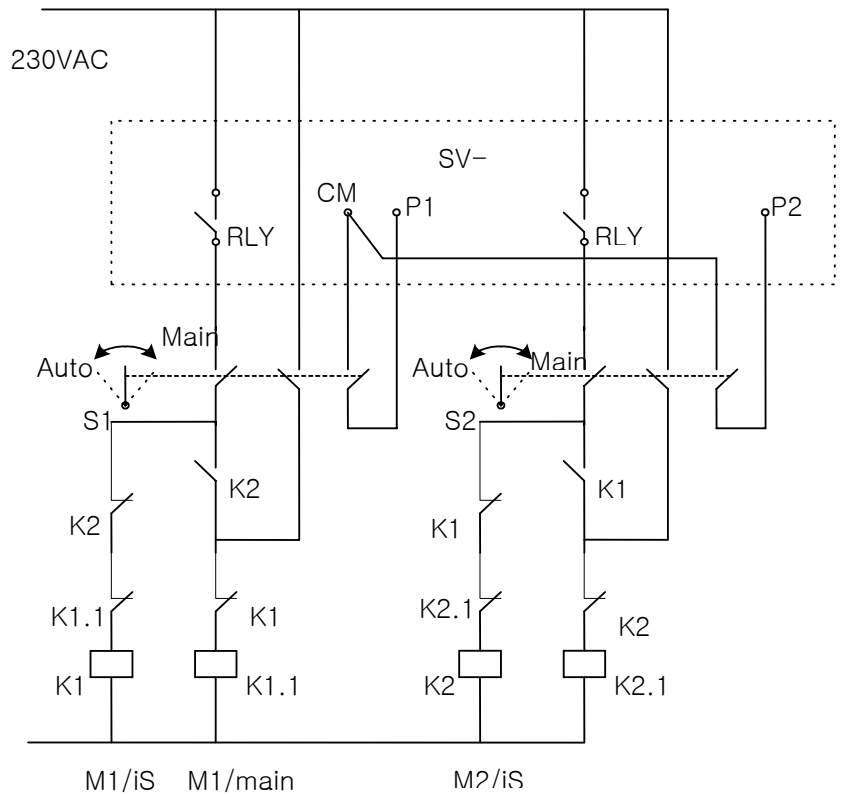 230VAC
SV-
CM
P1
P2
RLY
RLY
Main
Auto
Auto
Main
S1
S2
K2
K1
K2
K1
K1.1
K1
K2.1
K2
K1
K1.1
K2
K2.1
M1/iS
M1/main
M2/iS